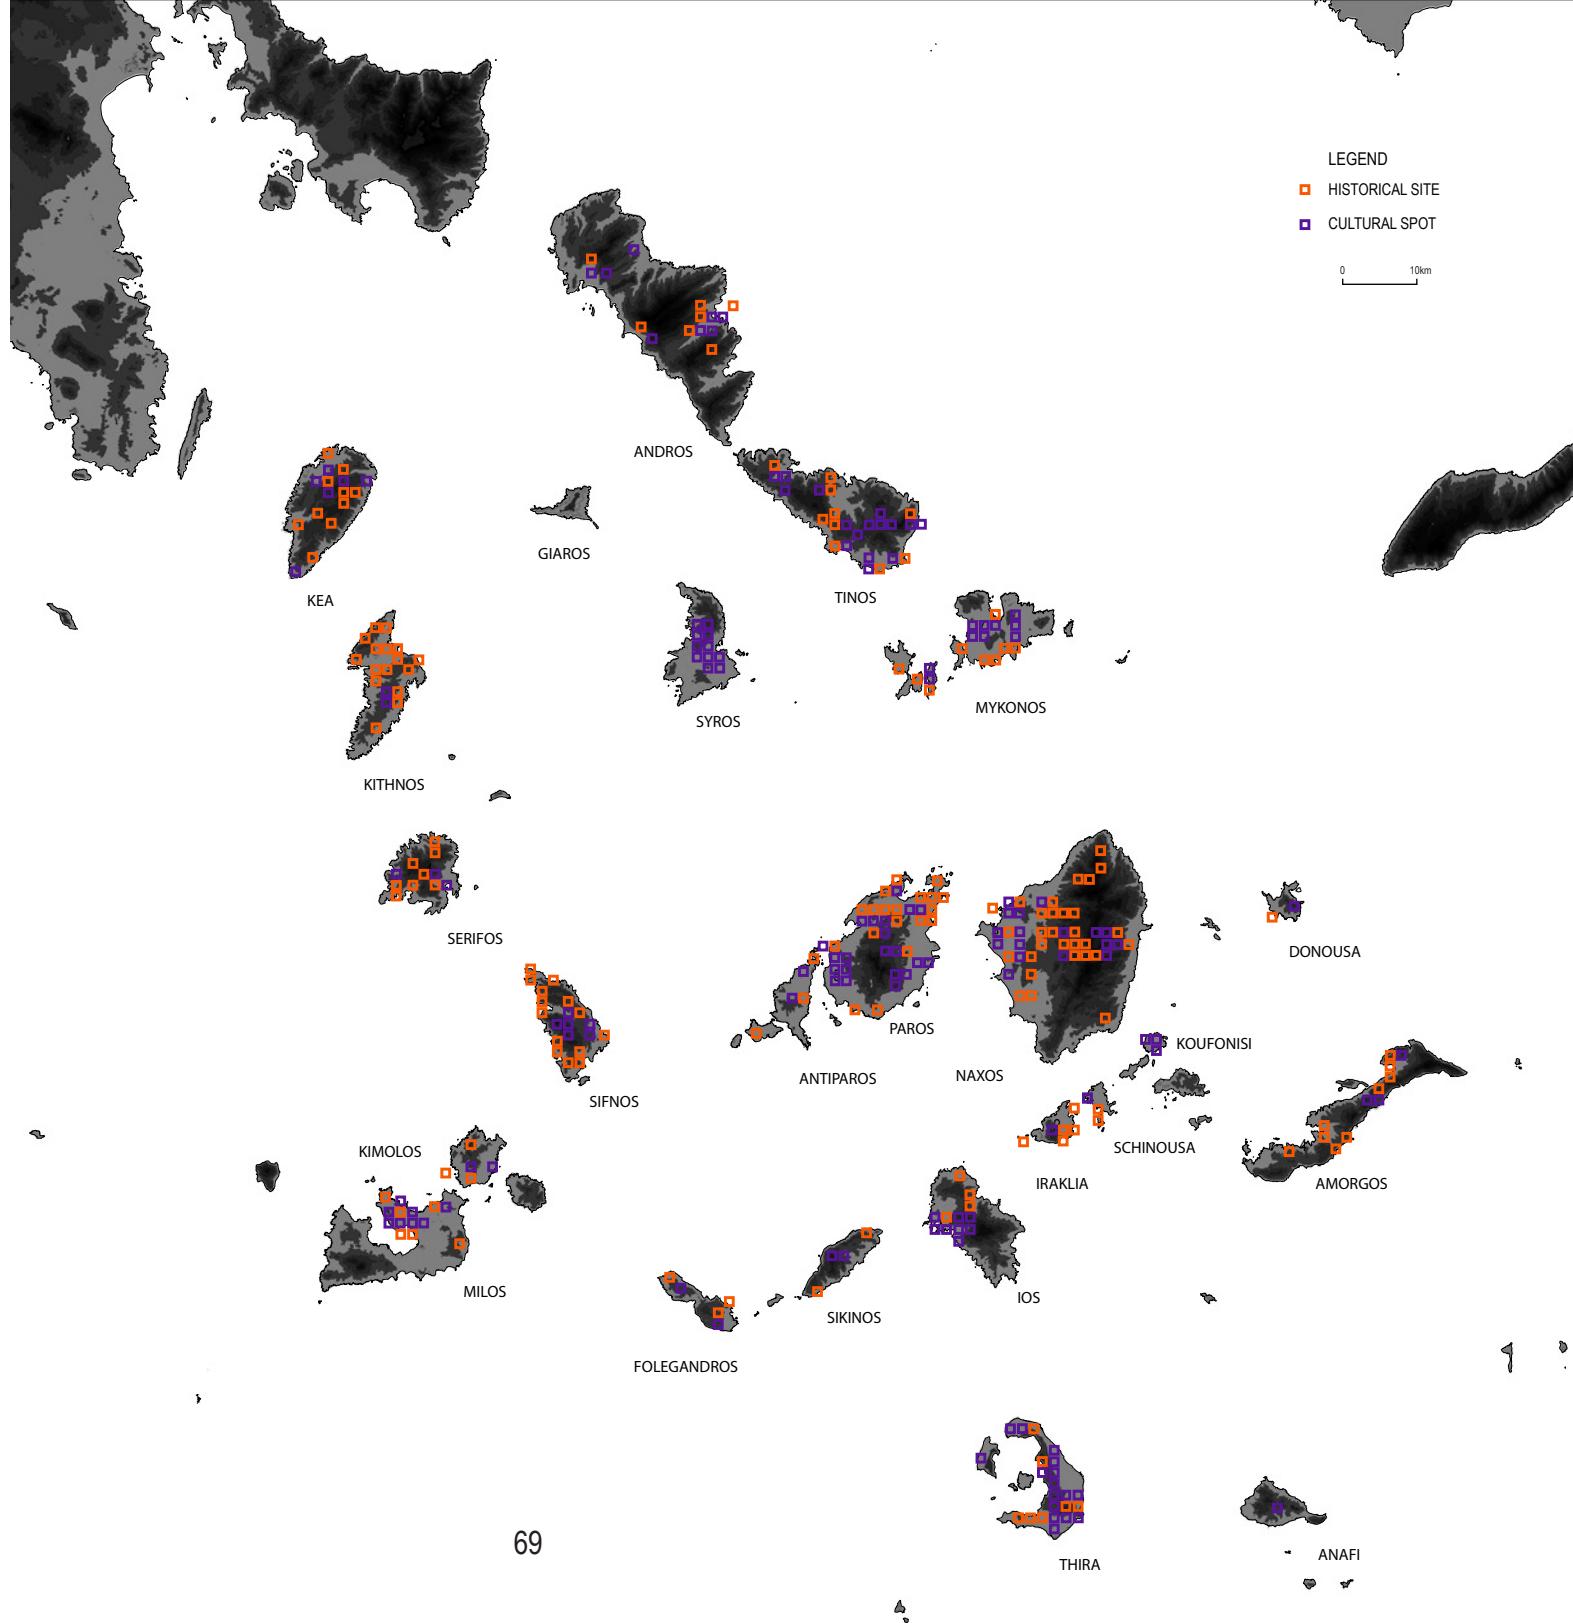 LEGEND
HISTORICAL SITE
CULTURAL SPOT
0 10km
ANDROS
GIAROS
KEA
TINOS
MYKONOS
SYROS
KITHNOS
SERIFOS
DONOUSA
PAROS
KOUFONISI
NAXOS
ANTIPAROS
SIFNOS
SCHINOUSA
KIMOLOS
IRAKLIA
AMORGOS
MILOS
IOS
SIKINOS
FOLEGANDROS
69
ANAFI
THIRA